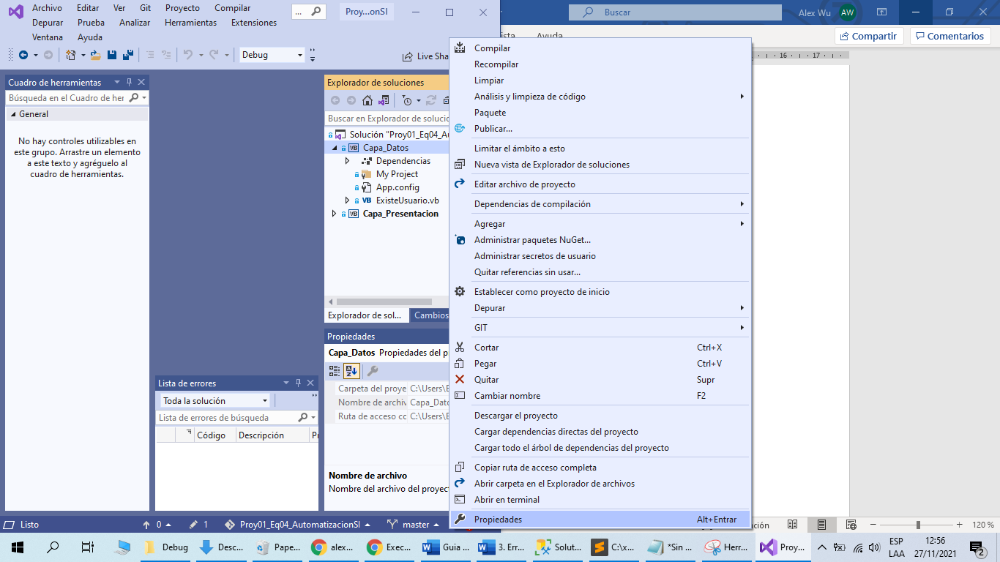 Archivo Editar Ver Git Proyecto Compilar
Depurar Prueba Analizar Herramientas Extensiones
Ventana Ayuda
... Proy...onSI
Buscar
Alex Wu AW
Ayuda
Compartir Comentarios
Debug
Live Sha
16 17
Cuadro de herramientas
Búsqueda en el Cuadro de her
General
No hay controles utilizables en
este grupo. Arrastre un elemento
a este texto y agréguelo al
cuadro de herramientas.
Explorador de soluciones
Buscar en Explorador de solucio
Solución "Proy01_Eq04_Au
VB Capa_Datos
Dependencias
My Project
App.config
VB ExisteUsuario.vb
VB Capa_Presentacion
Explorador de sol... Cambios
Propiedades
Capa_Datos Propiedades del p
Carpeta del proye C:\Users\E
Nombre de archiv Capa_Dato
Ruta de acceso cc C:\Users\E
Nombre de archivo
Nombre del archivo del proyect
Lista de errores
Toda la solución
Lista de errores de búsqueda
Código Descripción
Compilar
Recompilar
Limpiar
Análisis y limpieza de código
Paquete
Publicar...
Limitar el ámbito a esto
Nueva vista de Explorador de soluciones
Editar archivo de proyecto
Dependencias de compilación
Agregar
Administrar paquetes NuGet...
Administrar secretos de usuario
Quitar referencias sin usar...
Establecer como proyecto de inicio
Depurar
GIT
Cortar Ctrl+X
Pegar Ctrl+V
Quitar Supr
Cambiar nombre F2
Descargar el proyecto
Cargar dependencias directas del proyecto
Cargar todo el árbol de dependencias del proyecto
Copiar ruta de acceso completa
Abrir carpeta en el Explorador de archivos
Abrir en terminal
Propiedades Alt+Entrar
Listo 0 1 Proy01_Eq04_AutomatizacionSI master
120 %
Debug Desc... Pape... alex... Exec... Guia ... 3. Err... Solut... C:\x... *Sin ... Herr... Proy...
ESP
LAA
12:56
27/11/2021
2